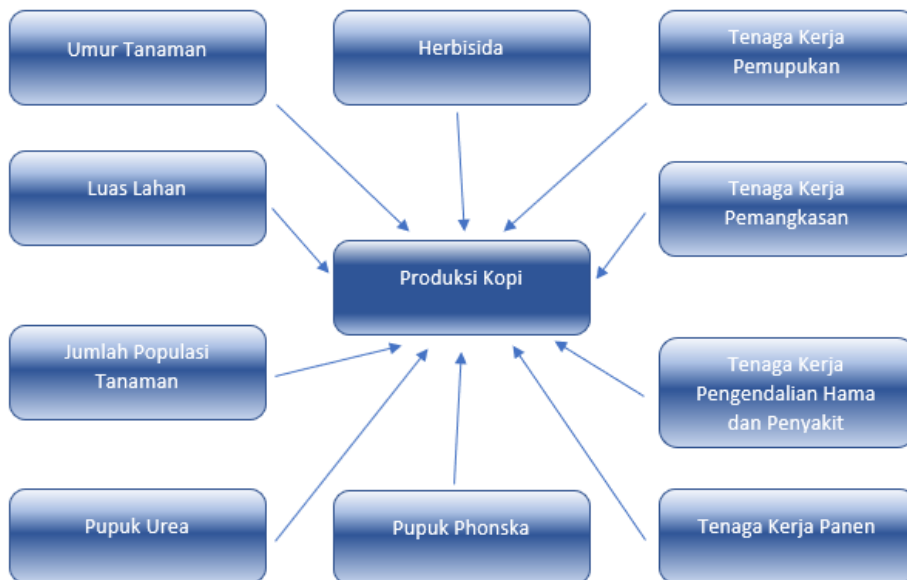 Umur Tanaman
Herbisida
Tenaga Kerja
Pemupukan
Luas Lahan
Tenaga Kerja
Pemangkasan
Produksi Kopi
Jumlah Populasi
Tanaman
Tenaga Kerja
Pengendalian Hama
dan Penyakit
Pupuk Urea
Pupuk Phonska
Tenaga Kerja Panen